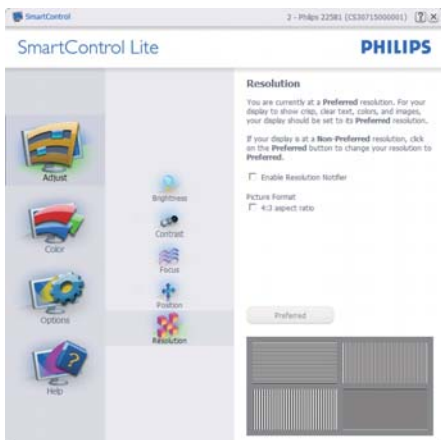 SmartControl
2 - Philips 225B1 (CS30715000001)
SmartControl Lite
PHILIPS
Adjust
Color
Options
Help
Brightness
Contrast
Focus
Position
Resolution
Resolution
You are currently at a Preferred resolution. For your
display to show crisp, clear text, colors, and images,
your display should be set to its Preferred resolution.
If your display is at a Non-Preferred resolution, click
on the Preferred button to change your resolution to
Preferred.
Enable Resolution Notifier
Picture Format
4:3 aspect ratio
Preferred